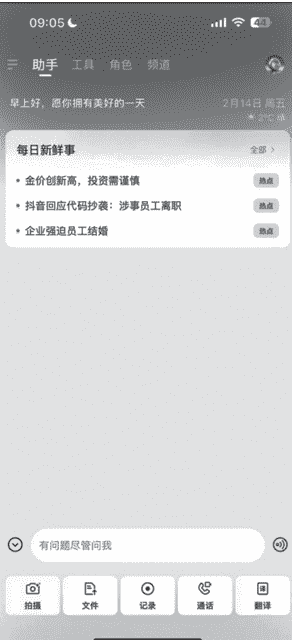 09:05
44
助手 工具 角色 频道
早上好，愿你拥有美好的一天
2月14日 周五
2°C 晴
每日新鲜事
全部
金价创新高，投资需谨慎
热点
抖音回应代码抄袭：涉事员工离职
热点
企业强迫员工结婚
热点
有问题尽管问我
拍摄 文件 记录 通话 翻译